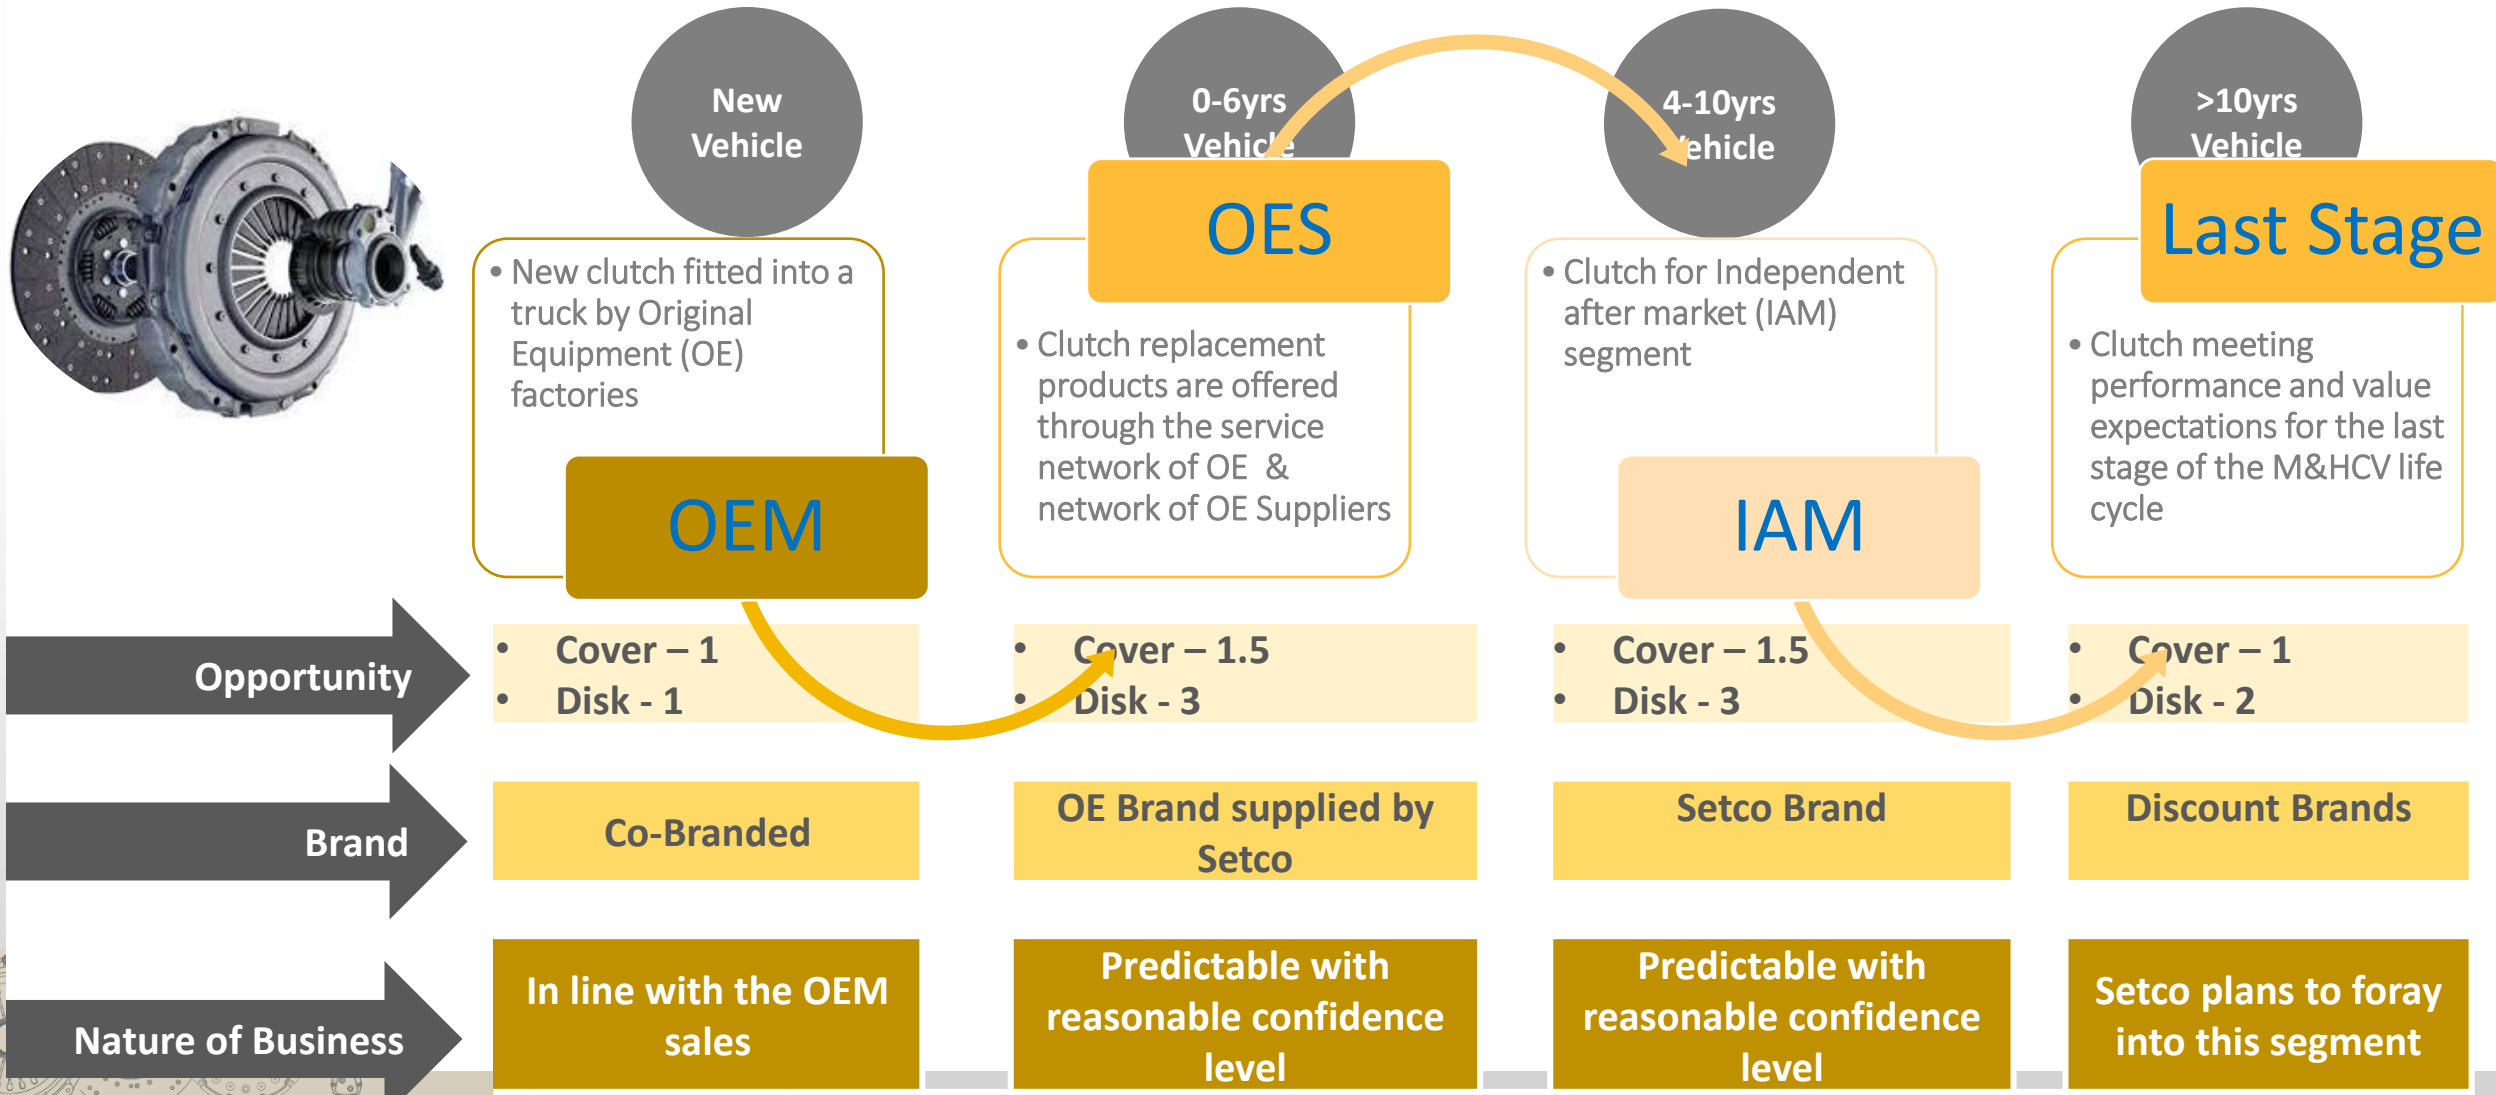 New
Vehicle
0-6yrs
Vehicle
4-10yrs
Vehicle
>10yrs
Vehicle
• New clutch fitted into a
truck by Original
Equipment (OE)
factories
OEM
OES
• Clutch replacement
products are offered
through the service
network of OE &
network of OE Suppliers
• Clutch for Independent
after market (IAM)
segment
IAM
Last Stage
• Clutch meeting
performance and value
expectations for the last
stage of the M&HCV life
cycle
Opportunity
• Cover – 1
• Disk - 1
• Cover – 1.5
• Disk - 3
• Cover – 1.5
• Disk - 3
• Cover – 1
• Disk - 2
Brand
Co-Branded
OE Brand supplied by
Setco
Setco Brand
Discount Brands
Nature of Business
In line with the OEM
sales
Predictable with
reasonable confidence
level
Predictable with
reasonable confidence
level
Setco plans to foray
into this segment